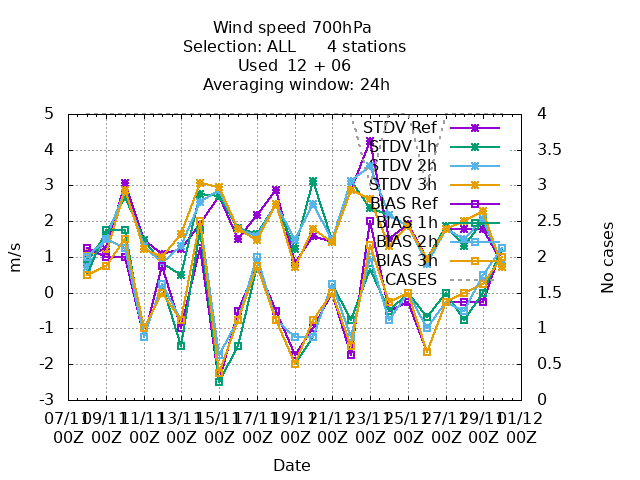 Wind speed 700hPa
Selection: ALL 4 stations
Used 12 + 06
Averaging window: 24h
5
4
3
2
1
0
-1
-2
-3
m/s
4
3.5
3
2.5
2
1.5
1
0.5
0
No cases
STDV Ref
STDV 1h
STDV 2h
STDV 3h
BIAS Ref
BIAS 1h
BIAS 2h
BIAS 3h
CASES
07/11 09/11 11/11 13/11 15/11 17/11 19/11 21/11 23/11 25/11 27/11 29/11 01/12
00Z 00Z 00Z 00Z 00Z 00Z 00Z 00Z 00Z 00Z 00Z 00Z 00Z
Date